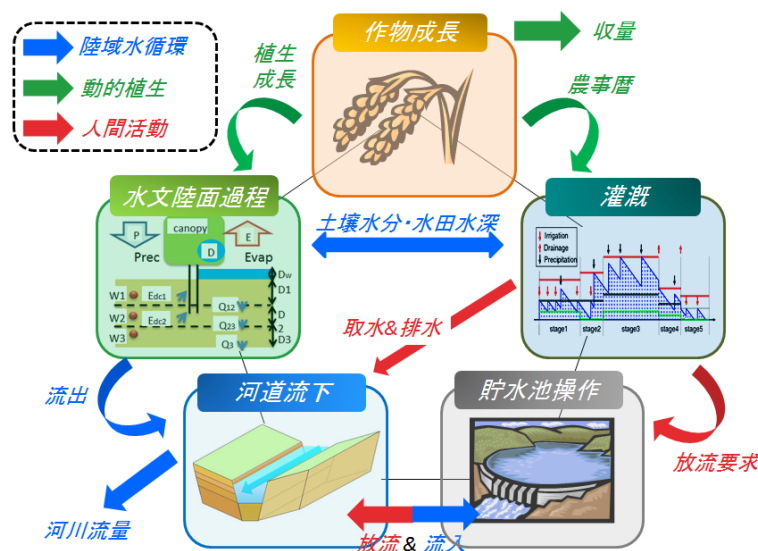 陸域水循環
動的植生
人間活動
作物成長
収量
植生
成長
農事暦
水文陸面過程
P
canopy
E
D
Prec
Evap
Dw
D1
W1
Edc1
Q12
W2
Edc2
Q23
D
2
W3
Q3
D3
土壌水分・水田水深
灌漑
Irrigation
Drainage
Precipitation
stage1
stage2
stage3
stage4
stage5
取水&排水
流出
河道流下
貯水池操作
放流要求
河川流量
放流 & 流入